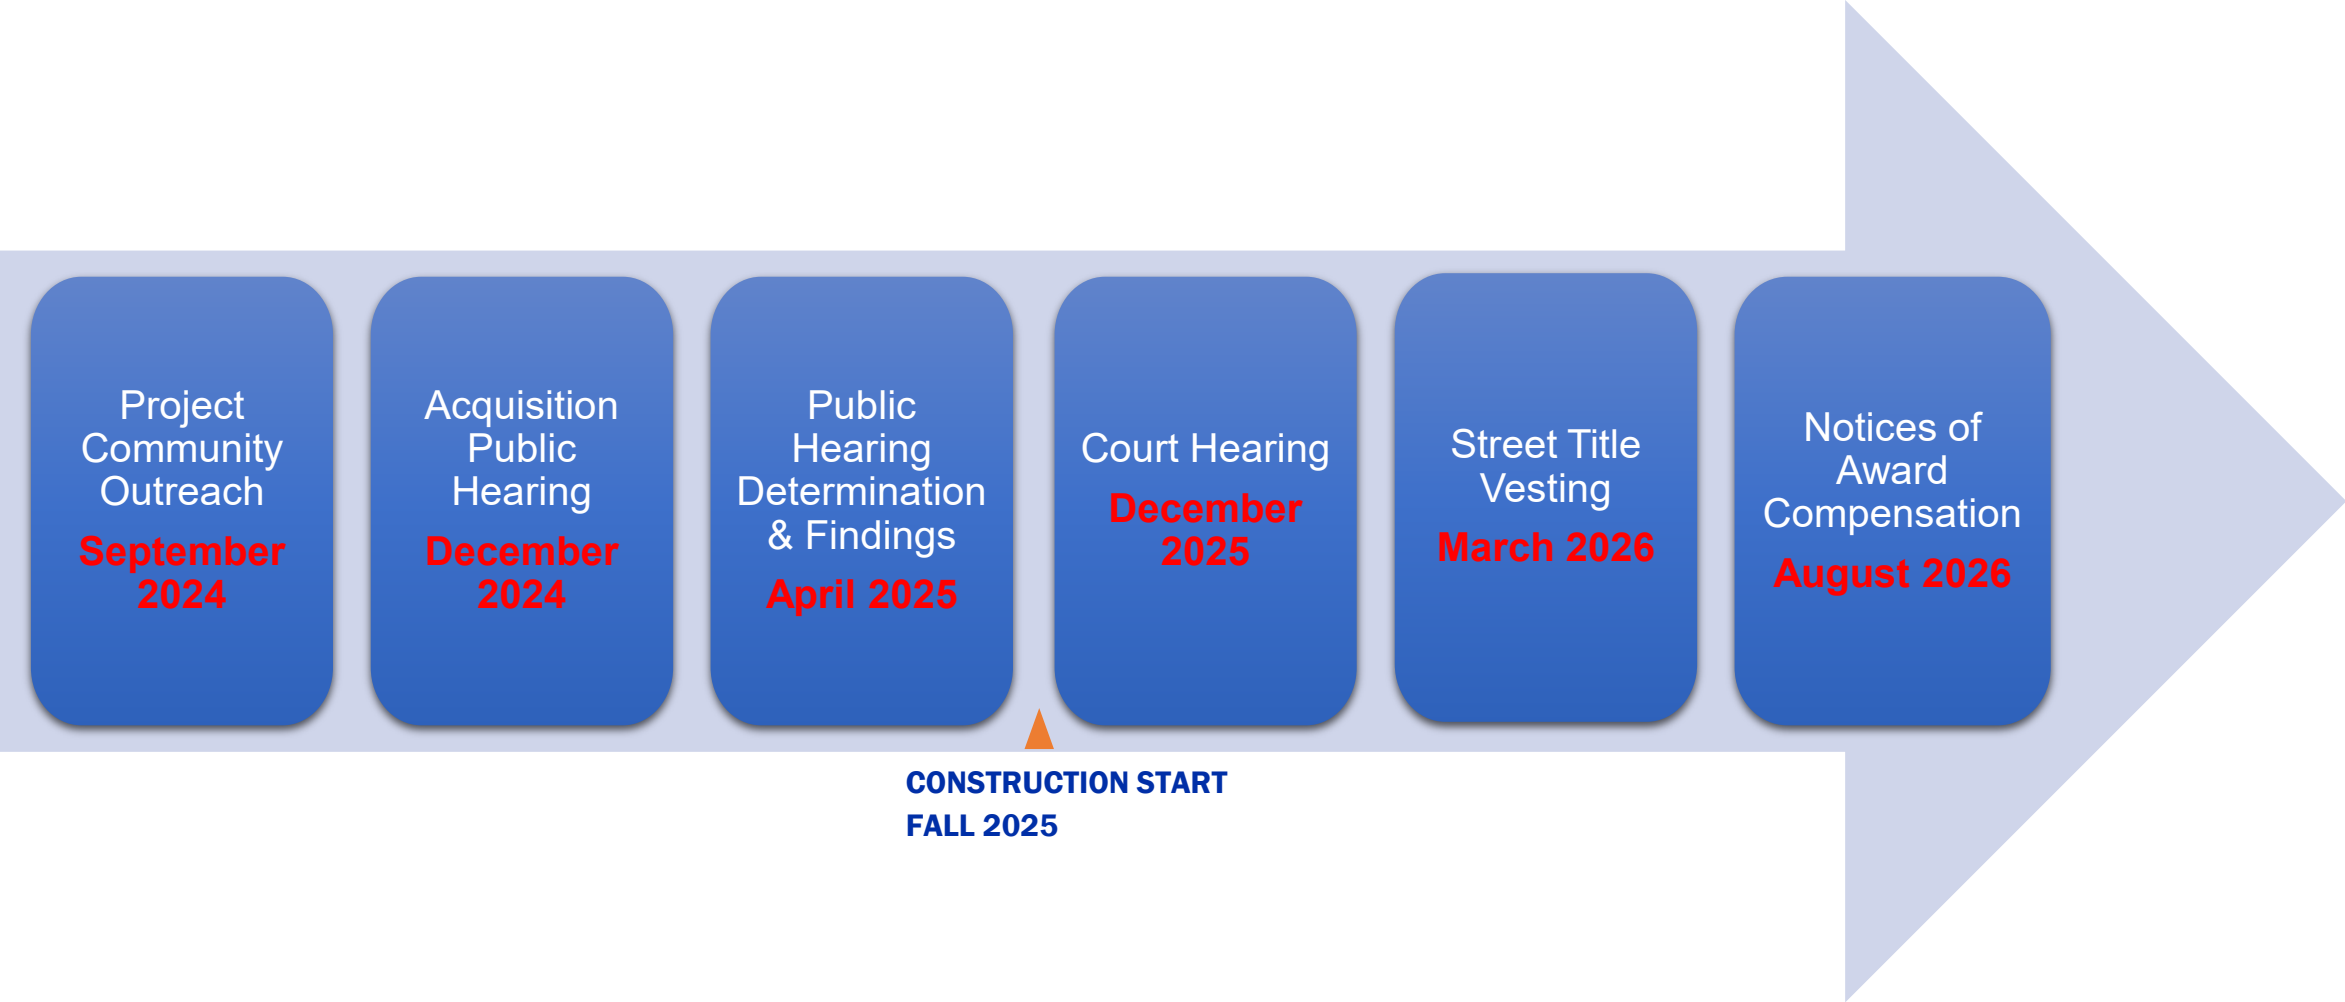 Project
Community
Outreach
September
2024
Acquisition
Public
Hearing
December
2024
Public
Hearing
Determination
& Findings
April 2025
Court Hearing
December
2025
Street Title
Vesting
March 2026
Notices of
Award
Compensation
August 2026
CONSTRUCTION START
FALL 2025